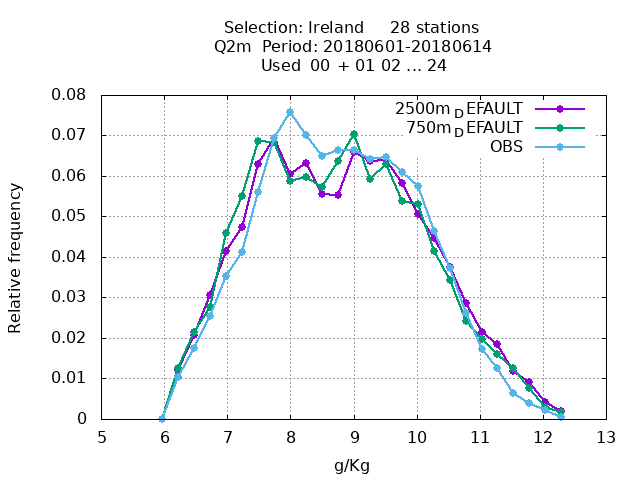 Selection: Ireland 28 stations
Q2m Period: 20180601-20180614
Used 00 + 01 02 ... 24
0.08
0.07
0.06
0.05
0.04
0.03
0.02
0.01
0
Relative frequency
2500m_DEFAULT
750m_DEFAULT
OBS
5 6 7 8 9 10 11 12 13
g/Kg